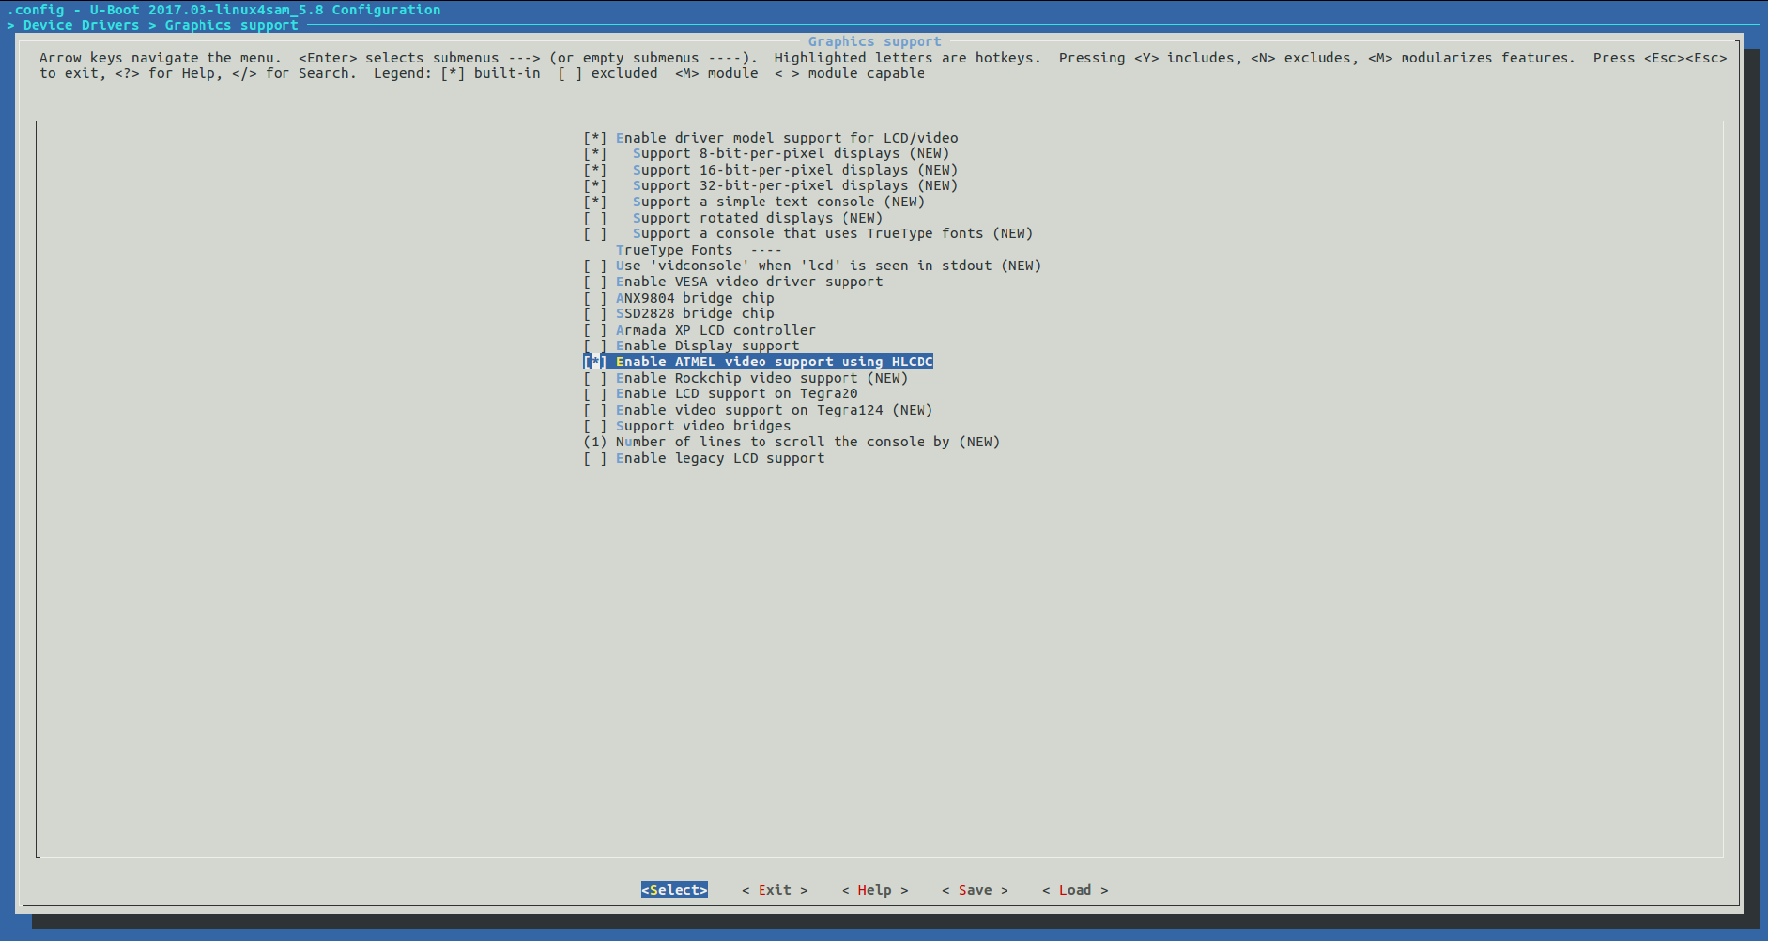 .config - U-Boot 2017.03-linux4sam_5.8 Configuration
> Device Drivers > Graphics support
Graphics support
Arrow keys navigate the menu.  <Enter> selects submenus ---> (or empty submenus ----).  Highlighted letters are hotkeys.  Pressing <Y> includes, <N> excludes, <M> modularizes features.  Press <Esc><Esc>
to exit, <?> for Help, </> for Search.  Legend: [*] built-in  [ ] excluded  <M> module  < > module capable
[*] Enable driver model support for LCD/video
[*]   Support 8-bit-per-pixel displays (NEW)
[*]   Support 16-bit-per-pixel displays (NEW)
[*]   Support 32-bit-per-pixel displays (NEW)
[*]   Support a simple text console (NEW)
[ ]   Support rotated displays (NEW)
[ ]   Support a console that uses TrueType fonts (NEW)
TrueType Fonts  ----
[ ] Use 'vidconsole' when 'lcd' is seen in stdout (NEW)
[ ] Enable VESA video driver support
[ ] ANX9804 bridge chip
[ ] SSD2828 bridge chip
[ ] Armada XP LCD controller
[ ] Enable Display support
[*] Enable ATMEL video support using HLCDC
[ ] Enable Rockchip video support (NEW)
[ ] Enable LCD support on Tegra20
[ ] Enable video support on Tegra124 (NEW)
[ ] Support video bridges
(1) Number of lines to scroll the console by (NEW)
[ ] Enable legacy LCD support
<Select>    < Exit >    < Help >    < Save >    < Load >